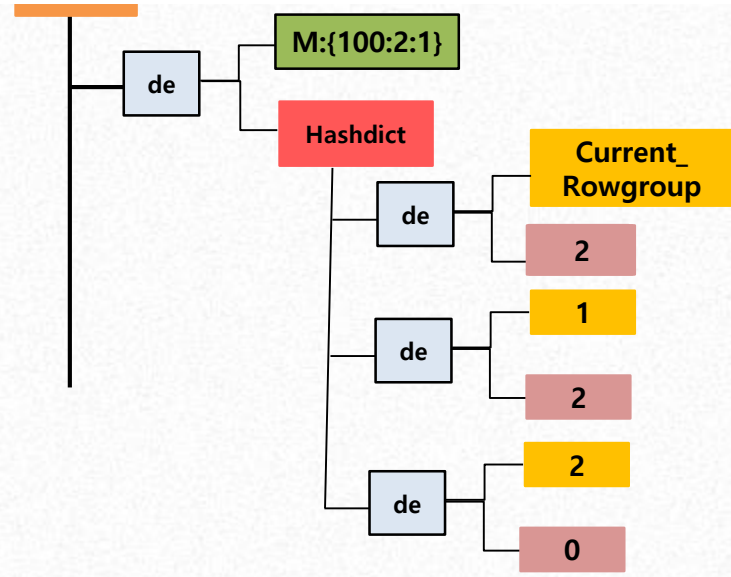 M:{100:2:1}
de
Hashdict
Current_
Rowgroup
de
2
1
de
2
2
de
0